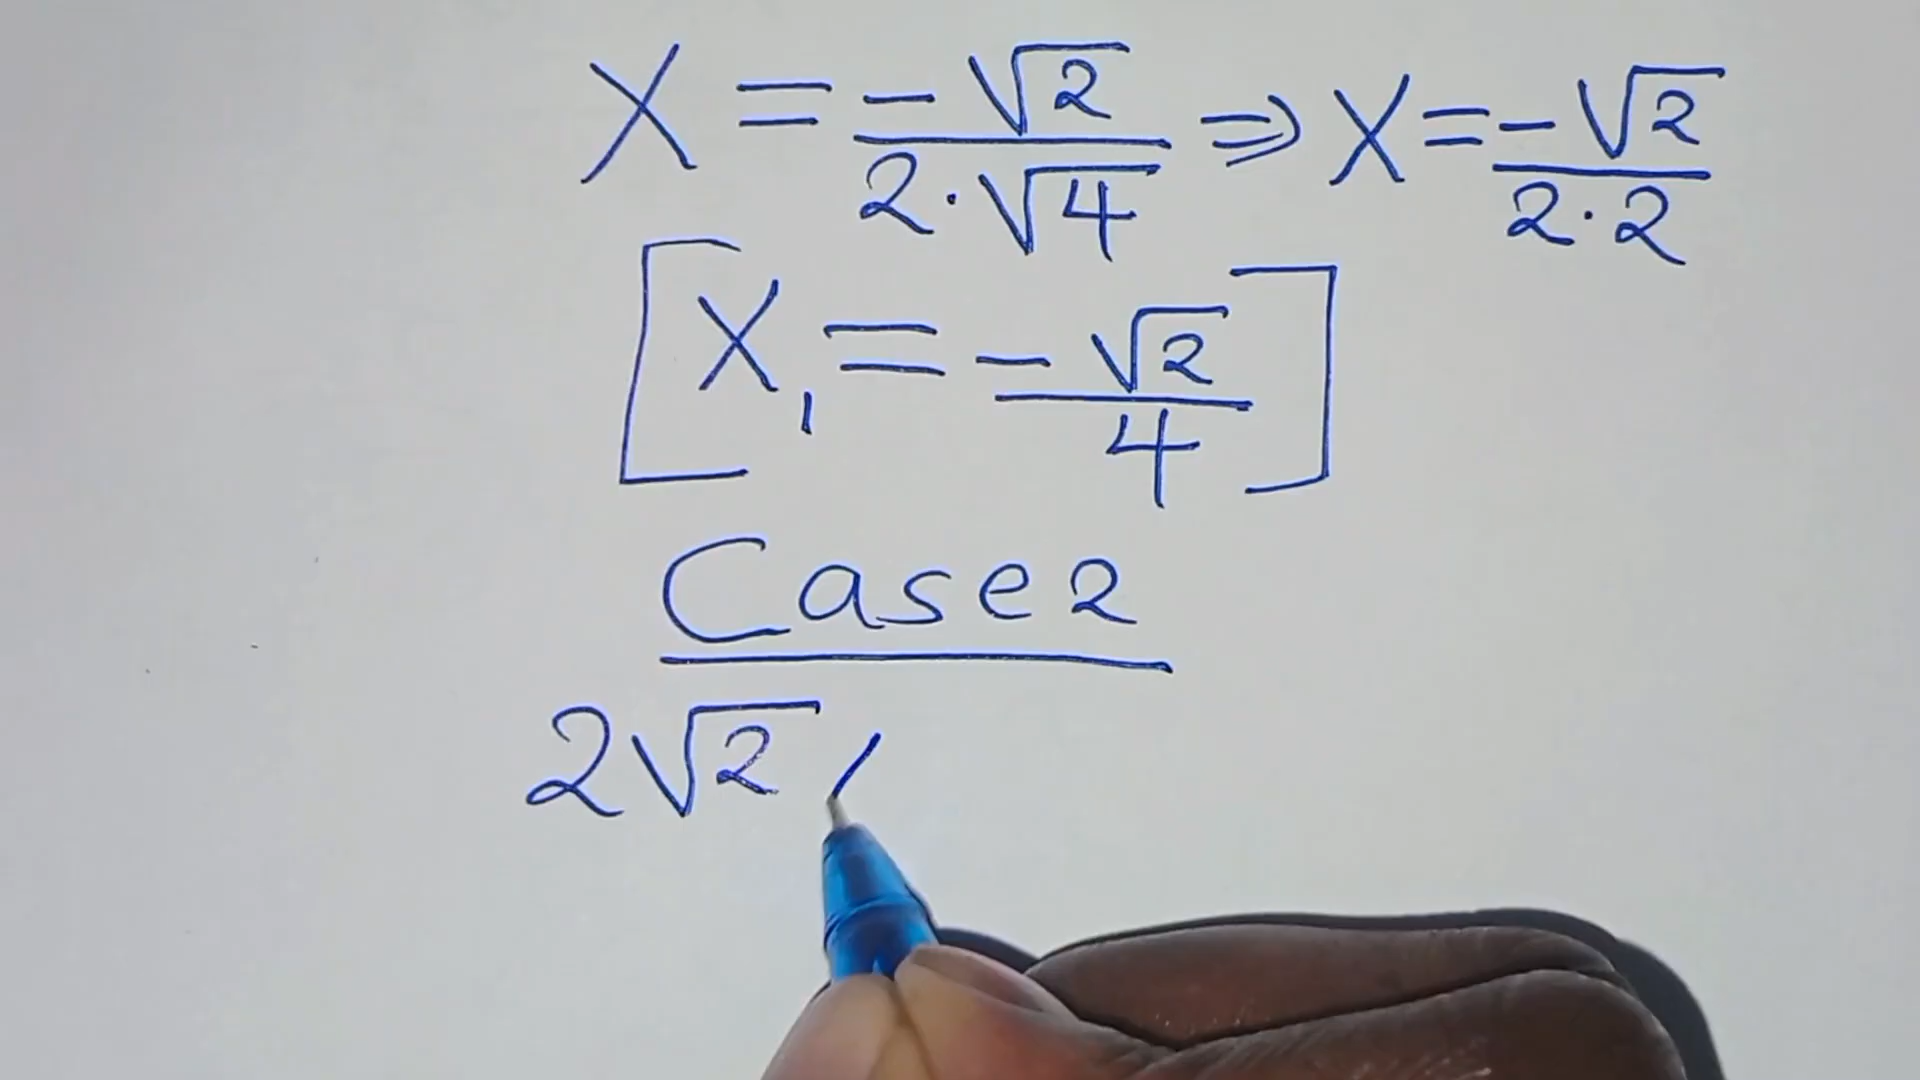 X = -√2 / 2·√4 ⇒ X = -√2 / 2·2
[X₁ = -√2 / 4]
Case 2
2√2